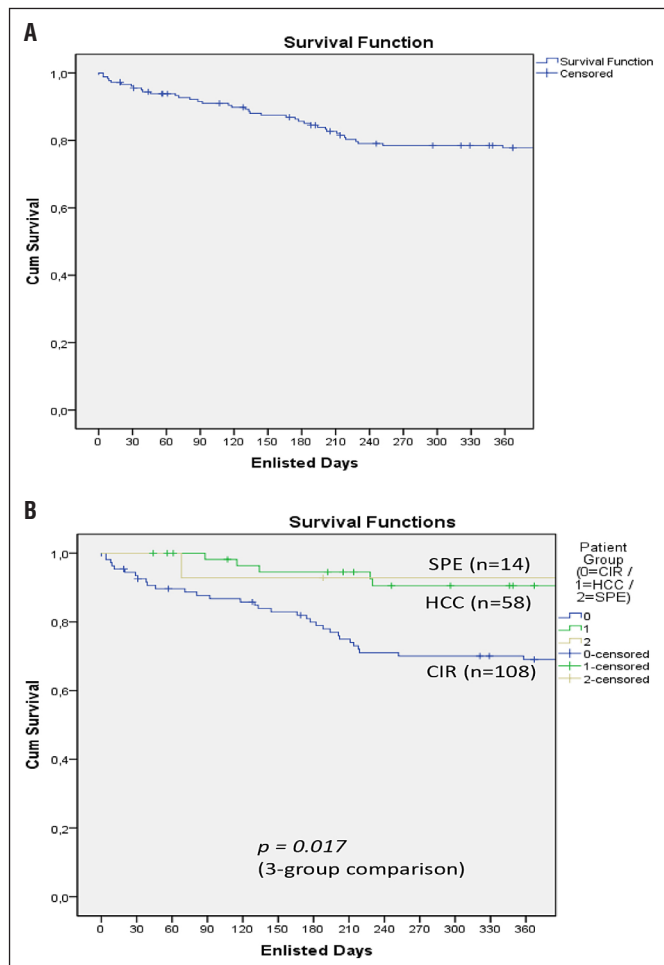 A
Survival Function
Survival Function
Censored
1,0
0,8
0,6
0,4
0,2
0,0
Cum Survival
0 30 60 90 120 150 180 210 240 270 300 330 360
Enlisted Days
B
Survival Functions
Patient
Group
(0=CIR /
1=HCC /
2=SPE)
0
1
2
0-censored
1-censored
2-censored
1,0
0,8
0,6
0,4
0,2
0,0
Cum Survival
SPE (n=14)
HCC (n=58)
CIR (n=108)
p = 0.017
(3-group comparison)
0 30 60 90 120 150 180 210 240 270 300 330 360
Enlisted Days